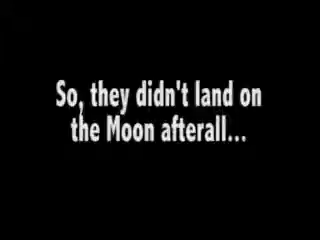 So, they didn't land on
the Moon afterall...